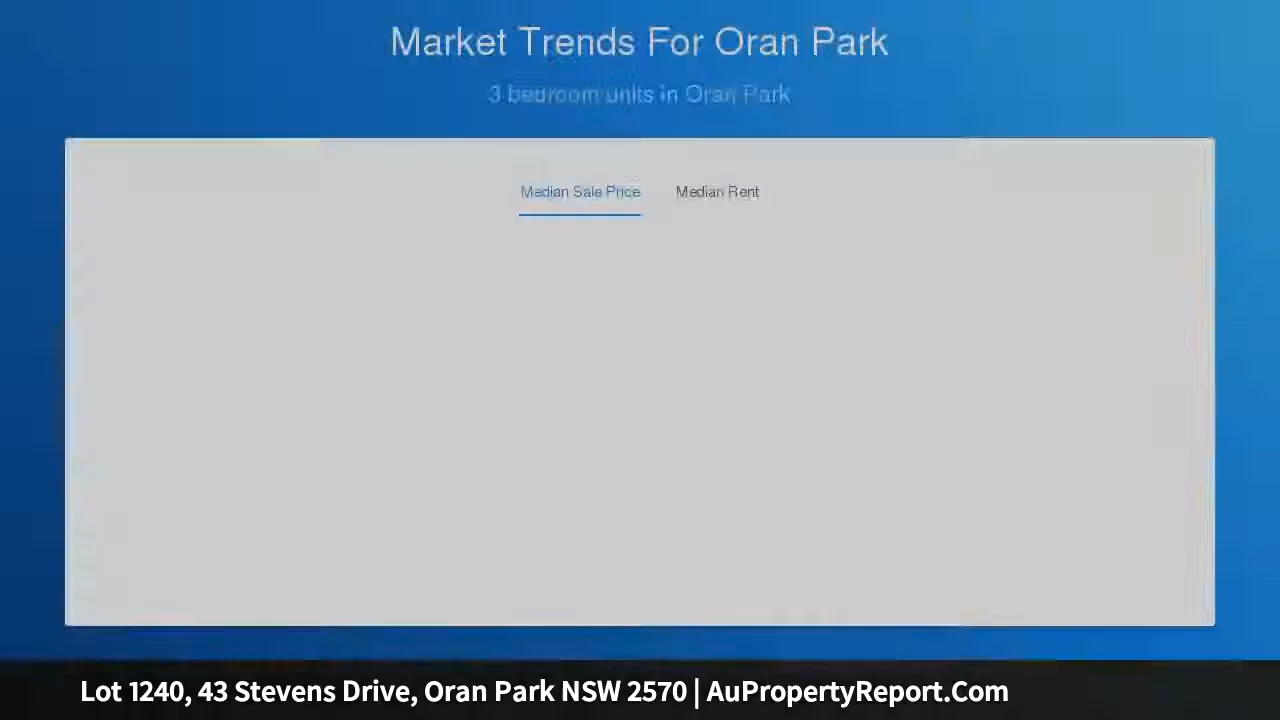 Market Trends For Oran Park
3 bedroom units in Oran Park
Median Sale Price Median Rent
Lot 1240, 43 Stevens Drive, Oran Park NSW 2570 | AuPropertyReport.Com